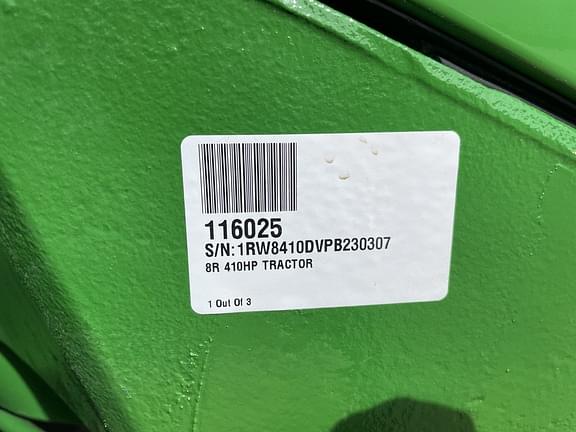 116025
S/N:1RW8410DVPB230307
8R 410HP TRACTOR
1 Out Of 3